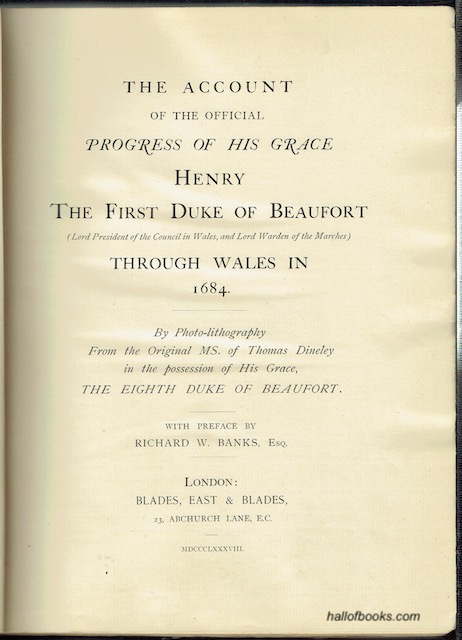 THE ACCOUNT
OF THE OFFICIAL
PROGRESS OF HIS GRACE
HENRY
THE FIRST DUKE OF BEAUFORT
(Lord President of the Council in Wales, and Lord Warden of the Marches)
THROUGH WALES IN
1684.
By Photo-lithography
From the Original MS. of Thomas Dineley
in the possession of His Grace,
THE EIGHTH DUKE OF BEAUFORT.
WITH PREFACE BY
RICHARD W. BANKS, ESQ.
LONDON:
BLADES, EAST & BLADES,
23, ABCHURCH LANE, E.C.
MDCCCLXXXVIII.
hallofbooks.com